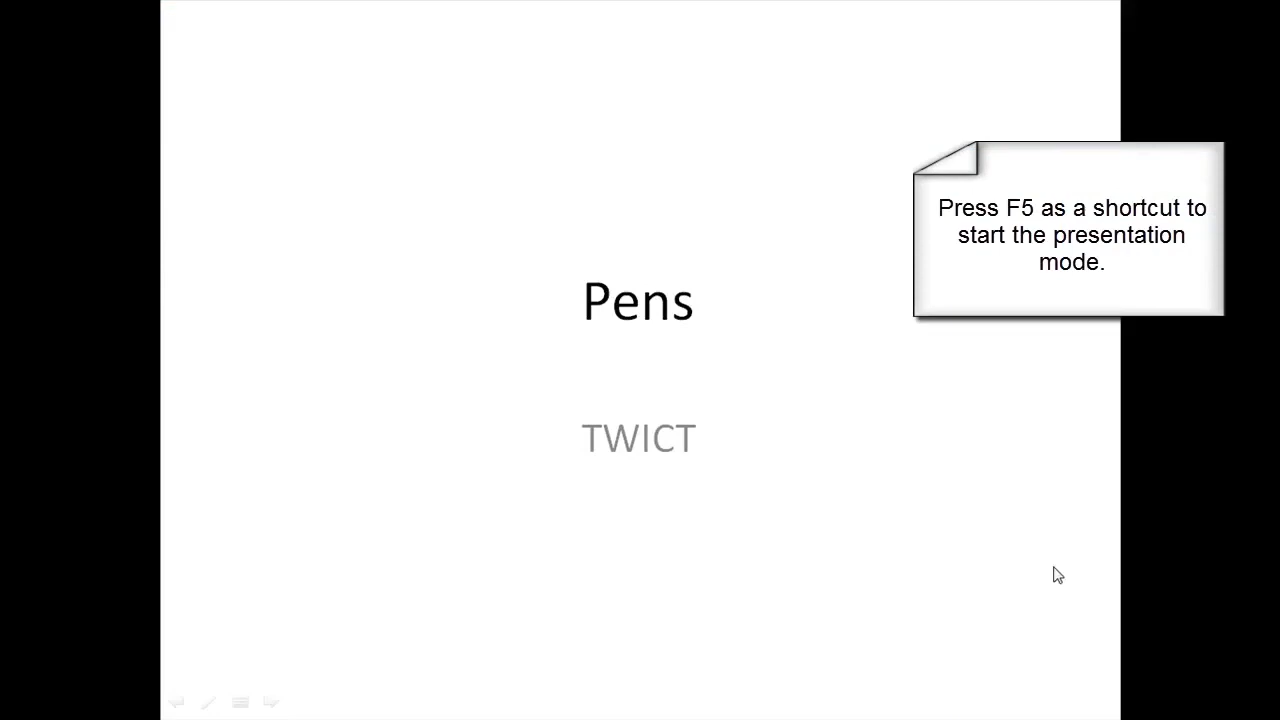 Press F5 as a shortcut to
start the presentation
mode.
Pens
TWICT